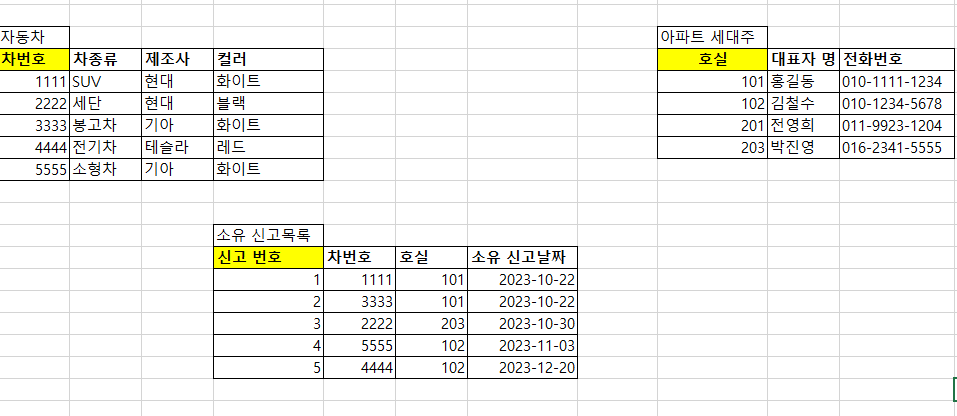 자동차
차번호 차종류 제조사 컬러
1111 SUV 현대 화이트
2222 세단 현대 블랙
3333 봉고차 기아 화이트
4444 전기차 테슬라 레드
5555 소형차 기아 화이트
아파트 세대주
호실 대표자 명 전화번호
101 홍길동 010-1111-1234
102 김철수 010-1234-5678
201 전영희 011-9923-1204
203 박진영 016-2341-5555
소유 신고목록
신고 번호 차번호 호실 소유 신고날짜
1 1111 101 2023-10-22
2 3333 101 2023-10-22
3 2222 203 2023-10-30
4 5555 102 2023-11-03
5 4444 102 2023-12-20